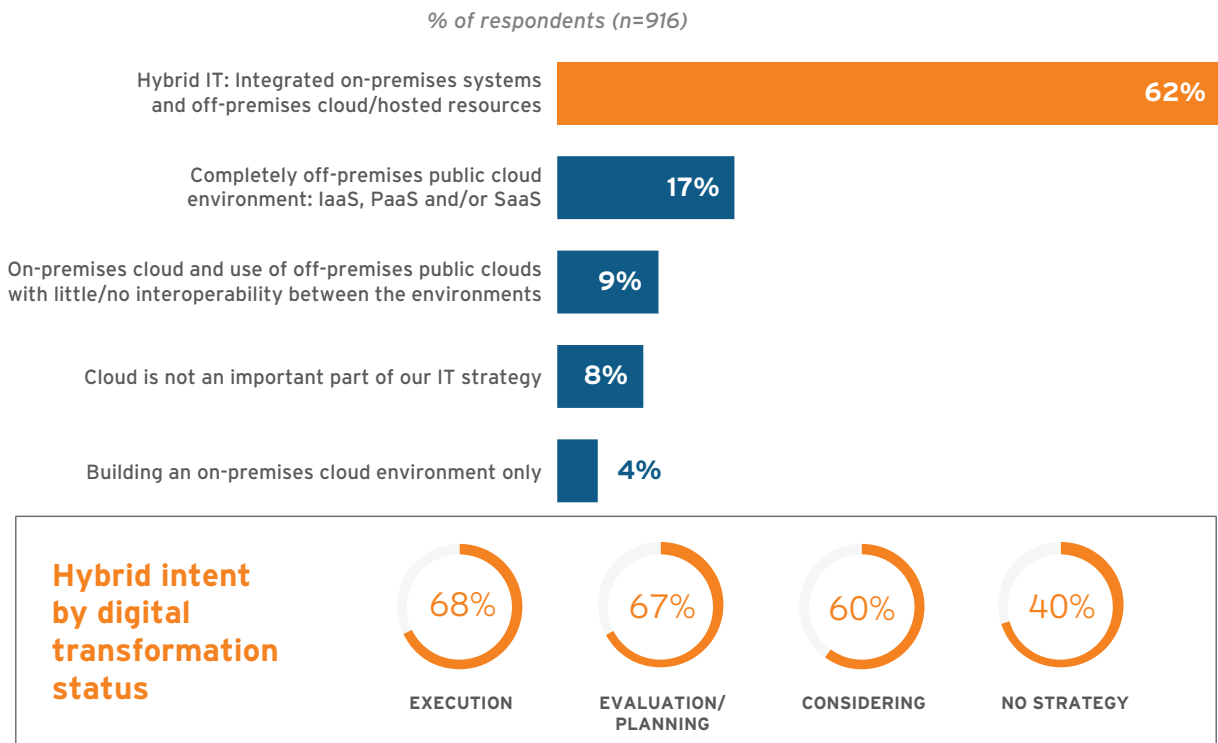 % of respondents (n=916)
Hybrid IT: Integrated on-premises systems
and off-premises cloud/hosted resources
62%
Completely off-premises public cloud
environment: IaaS, PaaS and/or SaaS
17%
On-premises cloud and use of off-premises public clouds
with little/no interoperability between the environments
9%
Cloud is not an important part of our IT strategy
8%
Building an on-premises cloud environment only
4%
Hybrid intent
by digital
transformation
status
68%
EXECUTION
67%
EVALUATION/
PLANNING
60%
CONSIDERING
40%
NO STRATEGY